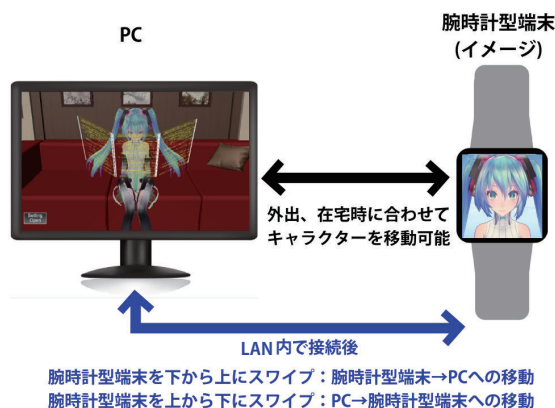 PC
腕時計型端末
(イメージ)
外出、在宅時に合わせて
キャラクターを移動可能
LAN内で接続後
腕時計型端末を下から上にスワイプ：腕時計型端末→PCへの移動
腕時計型端末を上から下にスワイプ：PC→腕時計型端末への移動